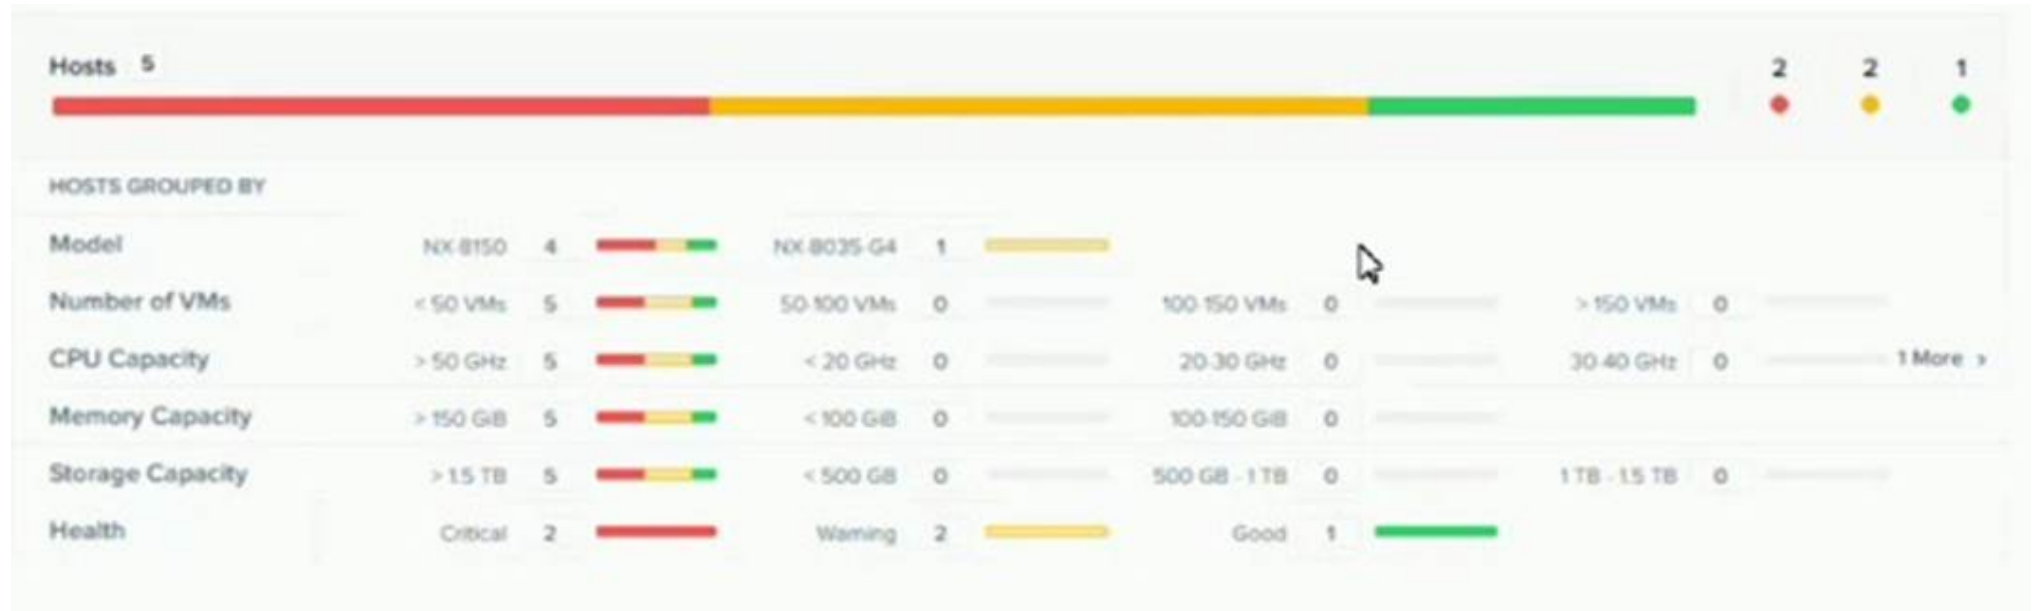 Hosts 5 2 2 1
HOSTS GROUPED BY
Model NX-8150 4 NX-8035-G4 1
Number of VMs < 50 VMs 5 50-100 VMs 0 100-150 VMs 0 > 150 VMs 0
CPU Capacity > 50 GHz 5 < 20 GHz 0 20-30 GHz 0 30-40 GHz 0 1 More >
Memory Capacity > 150 GiB 5 < 100 GiB 0 100-150 GiB 0
Storage Capacity > 1.5 TB 5 < 500 GB 0 500 GB - 1 TB 0 1 TB - 1.5 TB 0
Health Critical 2 Warning 2 Good 1